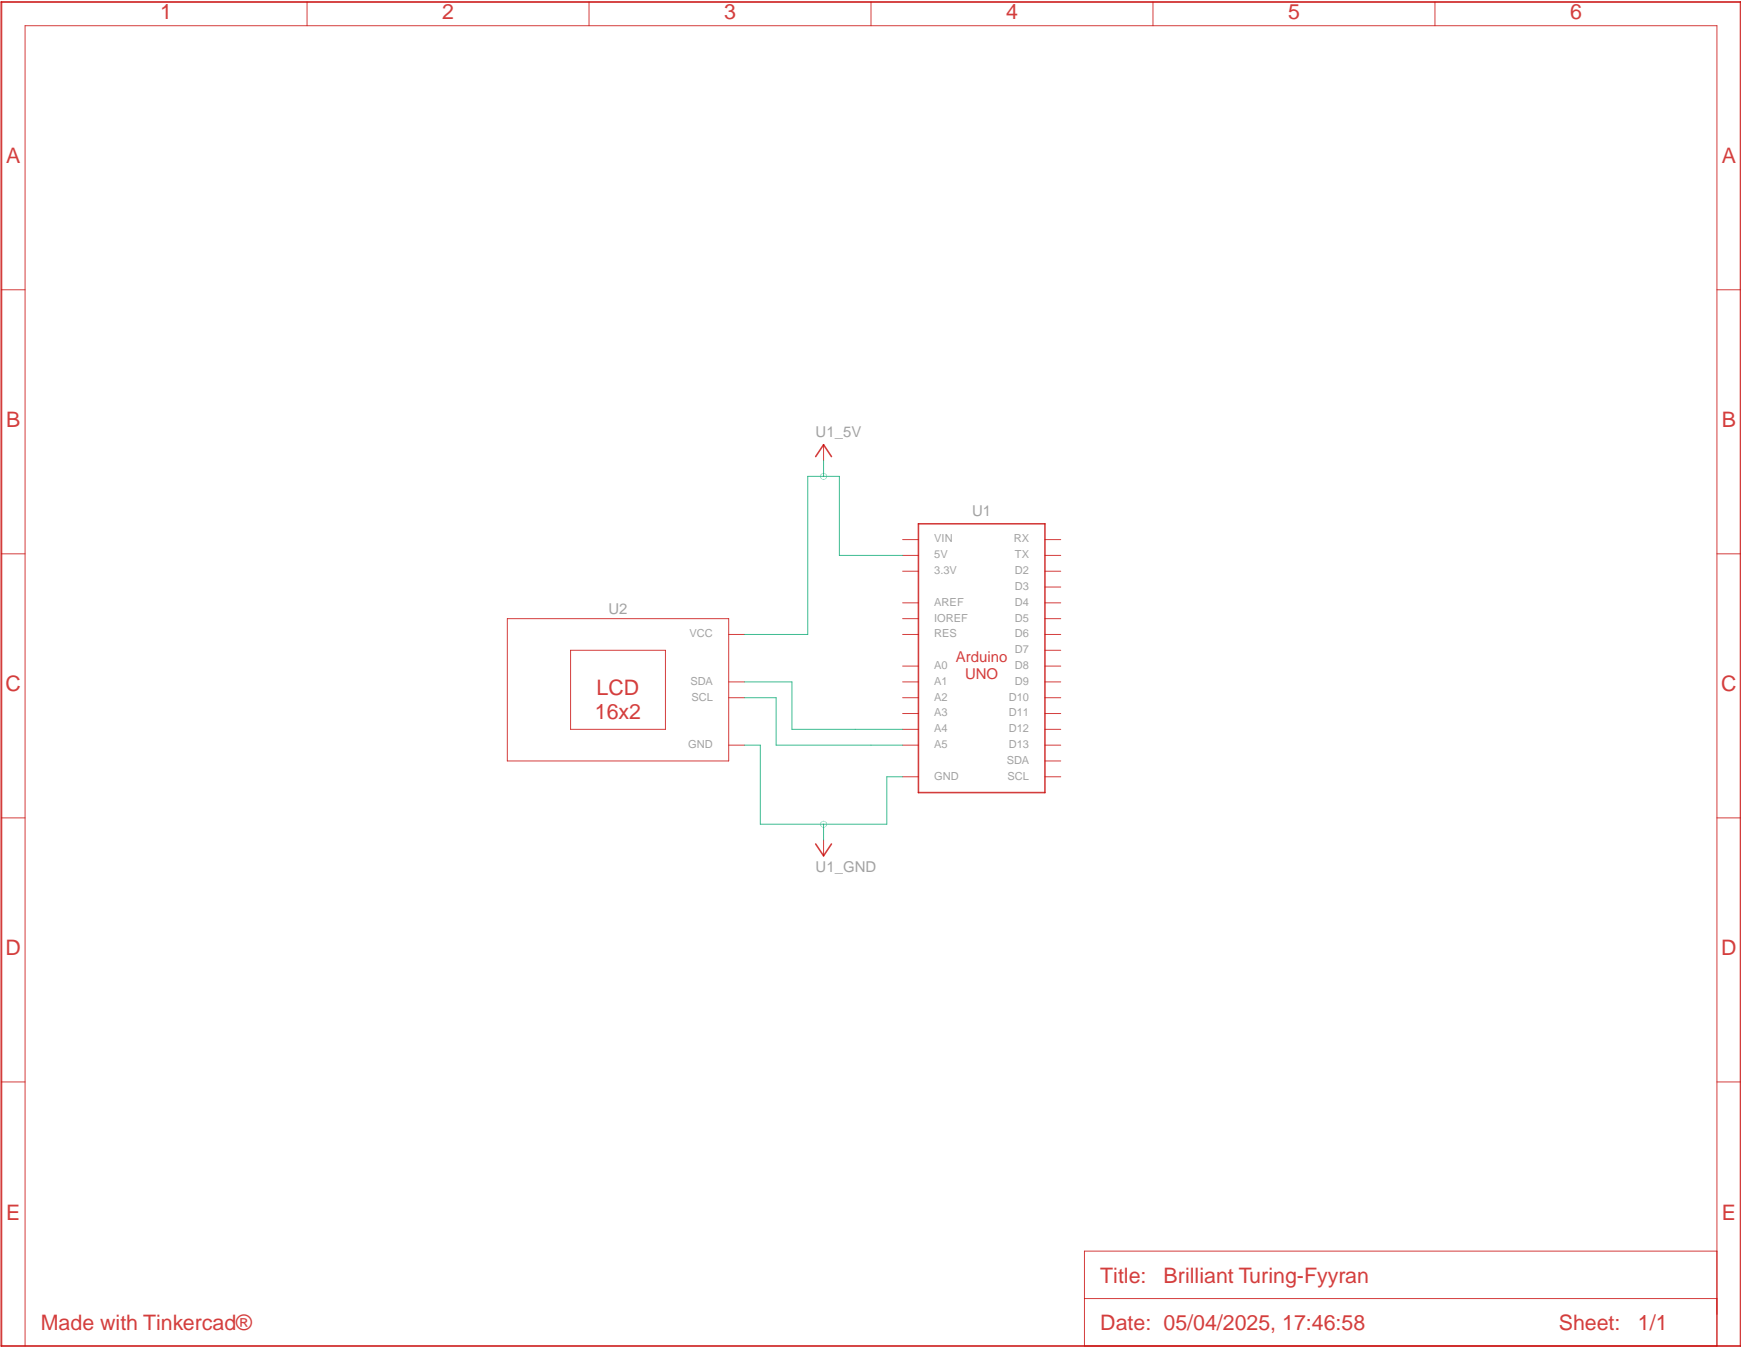 1 2 3 4 5 6
A A
B B
U1_5V
U1
VIN RX
5V TX
3.3V D2
D3
AREF D4
IOREF D5
RES D6
D7
Arduino
UNO
A0 D8
A1 D9
A2 D10
A3 D11
A4 D12
A5 D13
SDA
GND SCL
U2
VCC
SDA
SCL
GND
LCD
16x2
C C
U1_GND
D D
E E
Title: Brilliant Turing-Fyyran
Date: 05/04/2025, 17:46:58 Sheet: 1/1
Made with Tinkercad®